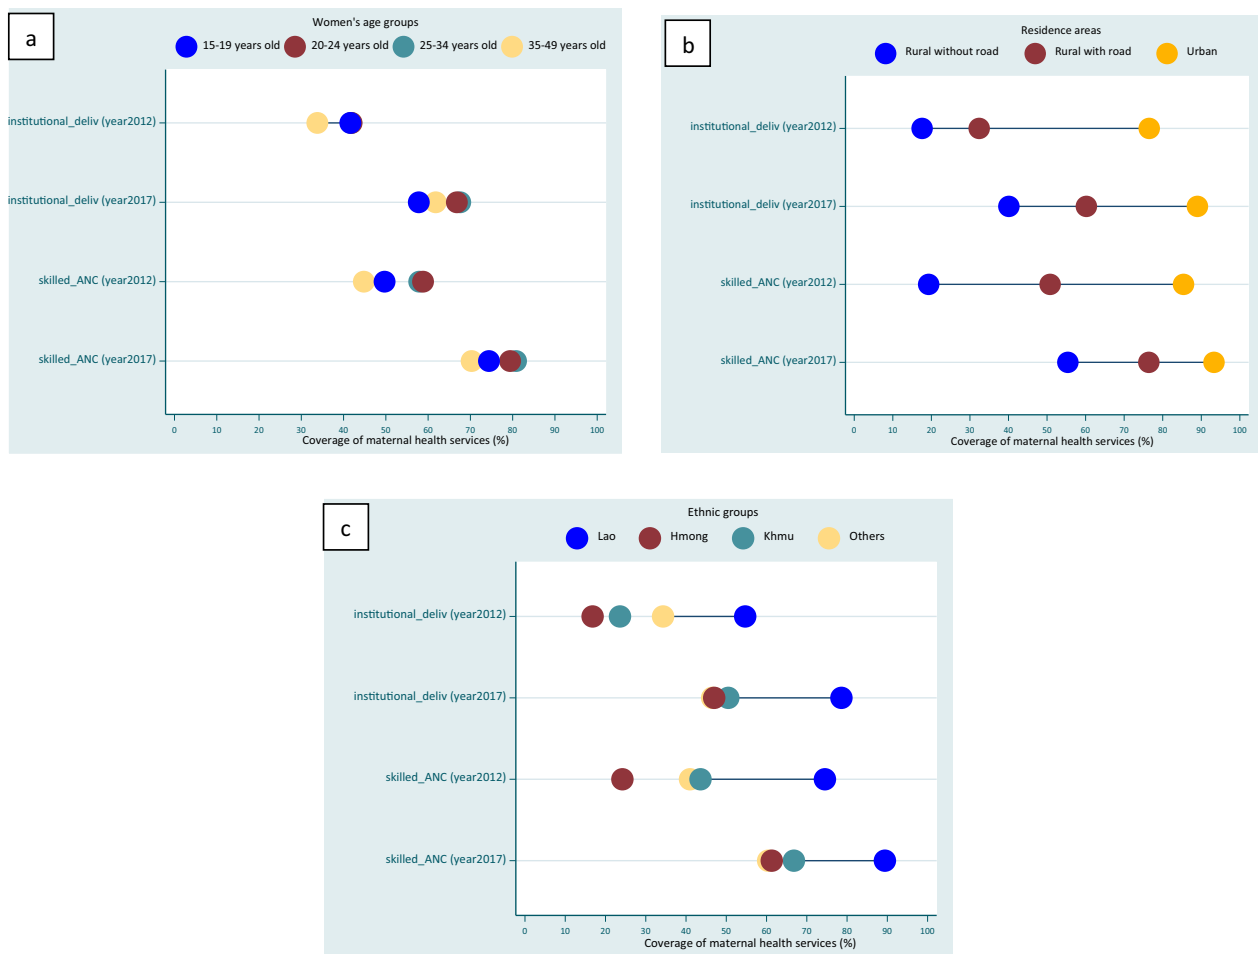 a
Women's age groups
15-19 years old 20-24 years old 25-34 years old 35-49 years old
institutional_deliv (year2012)
institutional_deliv (year2017)
skilled_ANC (year2012)
skilled_ANC (year2017)
0 10 20 30 40 50 60 70 80 90 100
Coverage of maternal health services (%)
b
Residence areas
Rural without road Rural with road Urban
institutional_deliv (year2012)
institutional_deliv (year2017)
skilled_ANC (year2012)
skilled_ANC (year2017)
0 10 20 30 40 50 60 70 80 90 100
Coverage of maternal health services (%)
c
Ethnic groups
Lao Hmong Khmu Others
institutional_deliv (year2012)
institutional_deliv (year2017)
skilled_ANC (year2012)
skilled_ANC (year2017)
0 10 20 30 40 50 60 70 80 90 100
Coverage of maternal health services (%)